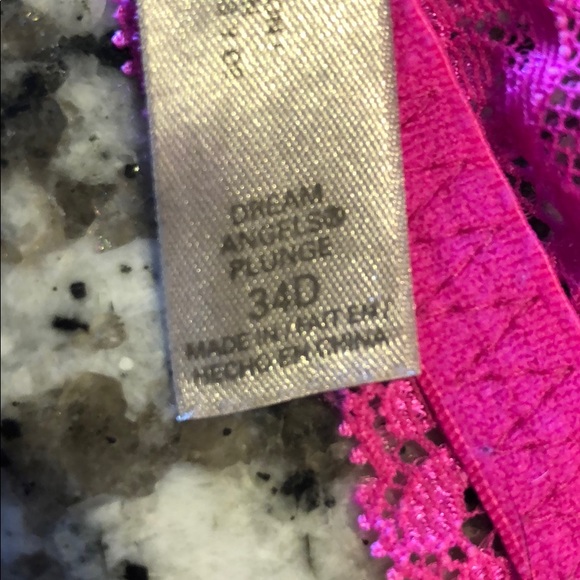 DREAM
ANGELS®
PLUNGE
34D
MADE IN / FAIT EN /
HECHO EN CHINA